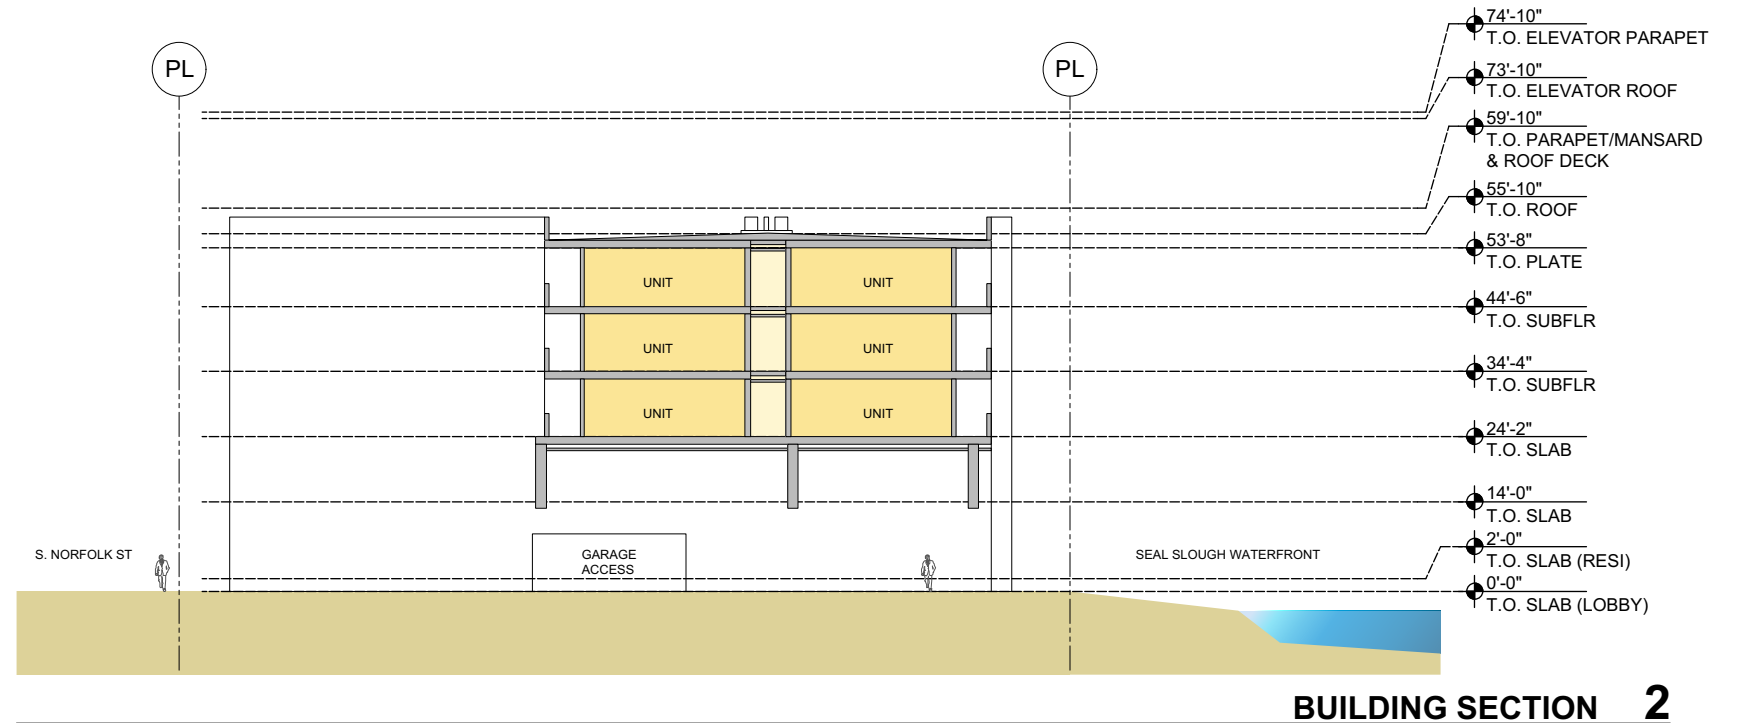 74'-10"
T.O. ELEVATOR PARAPET
PL
PL
73'-10"
T.O. ELEVATOR ROOF
59'-10"
T.O. PARAPET/MANSARD
& ROOF DECK
55'-10"
T.O. ROOF
53'-8"
T.O. PLATE
UNIT
UNIT
44'-6"
T.O. SUBFLR
UNIT
UNIT
34'-4"
T.O. SUBFLR
UNIT
UNIT
24'-2"
T.O. SLAB
14'-0"
T.O. SLAB
S. NORFOLK ST
GARAGE
ACCESS
SEAL SLOUGH WATERFRONT
2'-0"
T.O. SLAB (RESI)
0'-0"
T.O. SLAB (LOBBY)
BUILDING SECTION 2